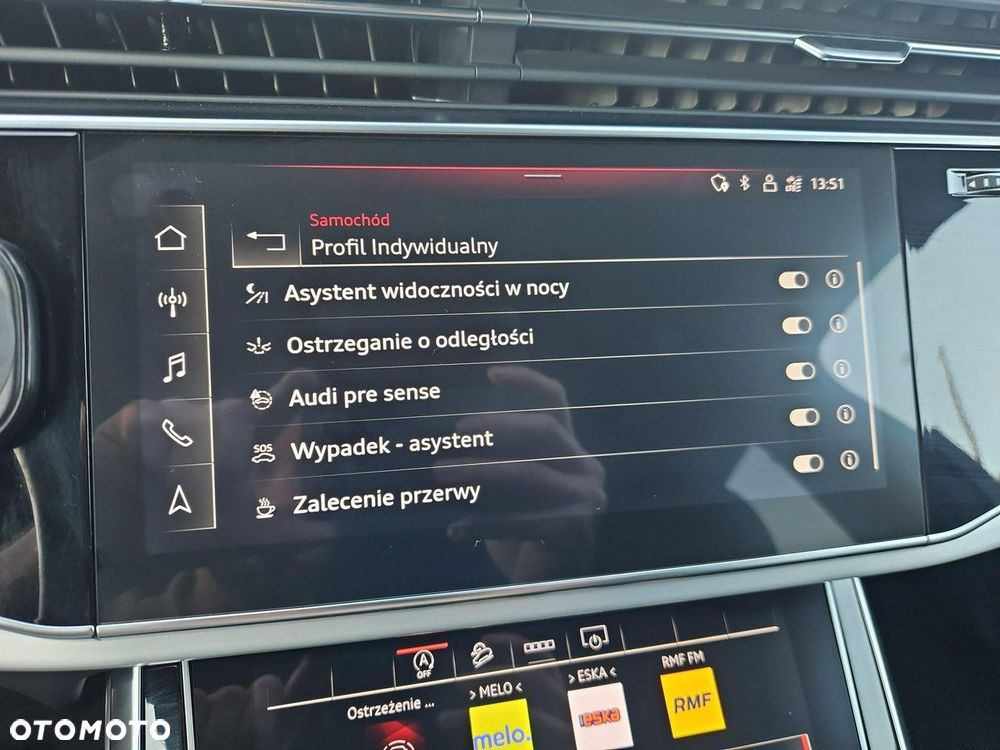 13:51
Samochód
Profil Indywidualny
Asystent widoczności w nocy
Ostrzeganie o odległości
Audi pre sense
SOS
Wypadek - asystent
Zalecenie przerwy
A
OFF
Ostrzeżenie ...
> MELO <
> ESKA <
RMF FM
melo.
eska
RMF
OTOMOTO